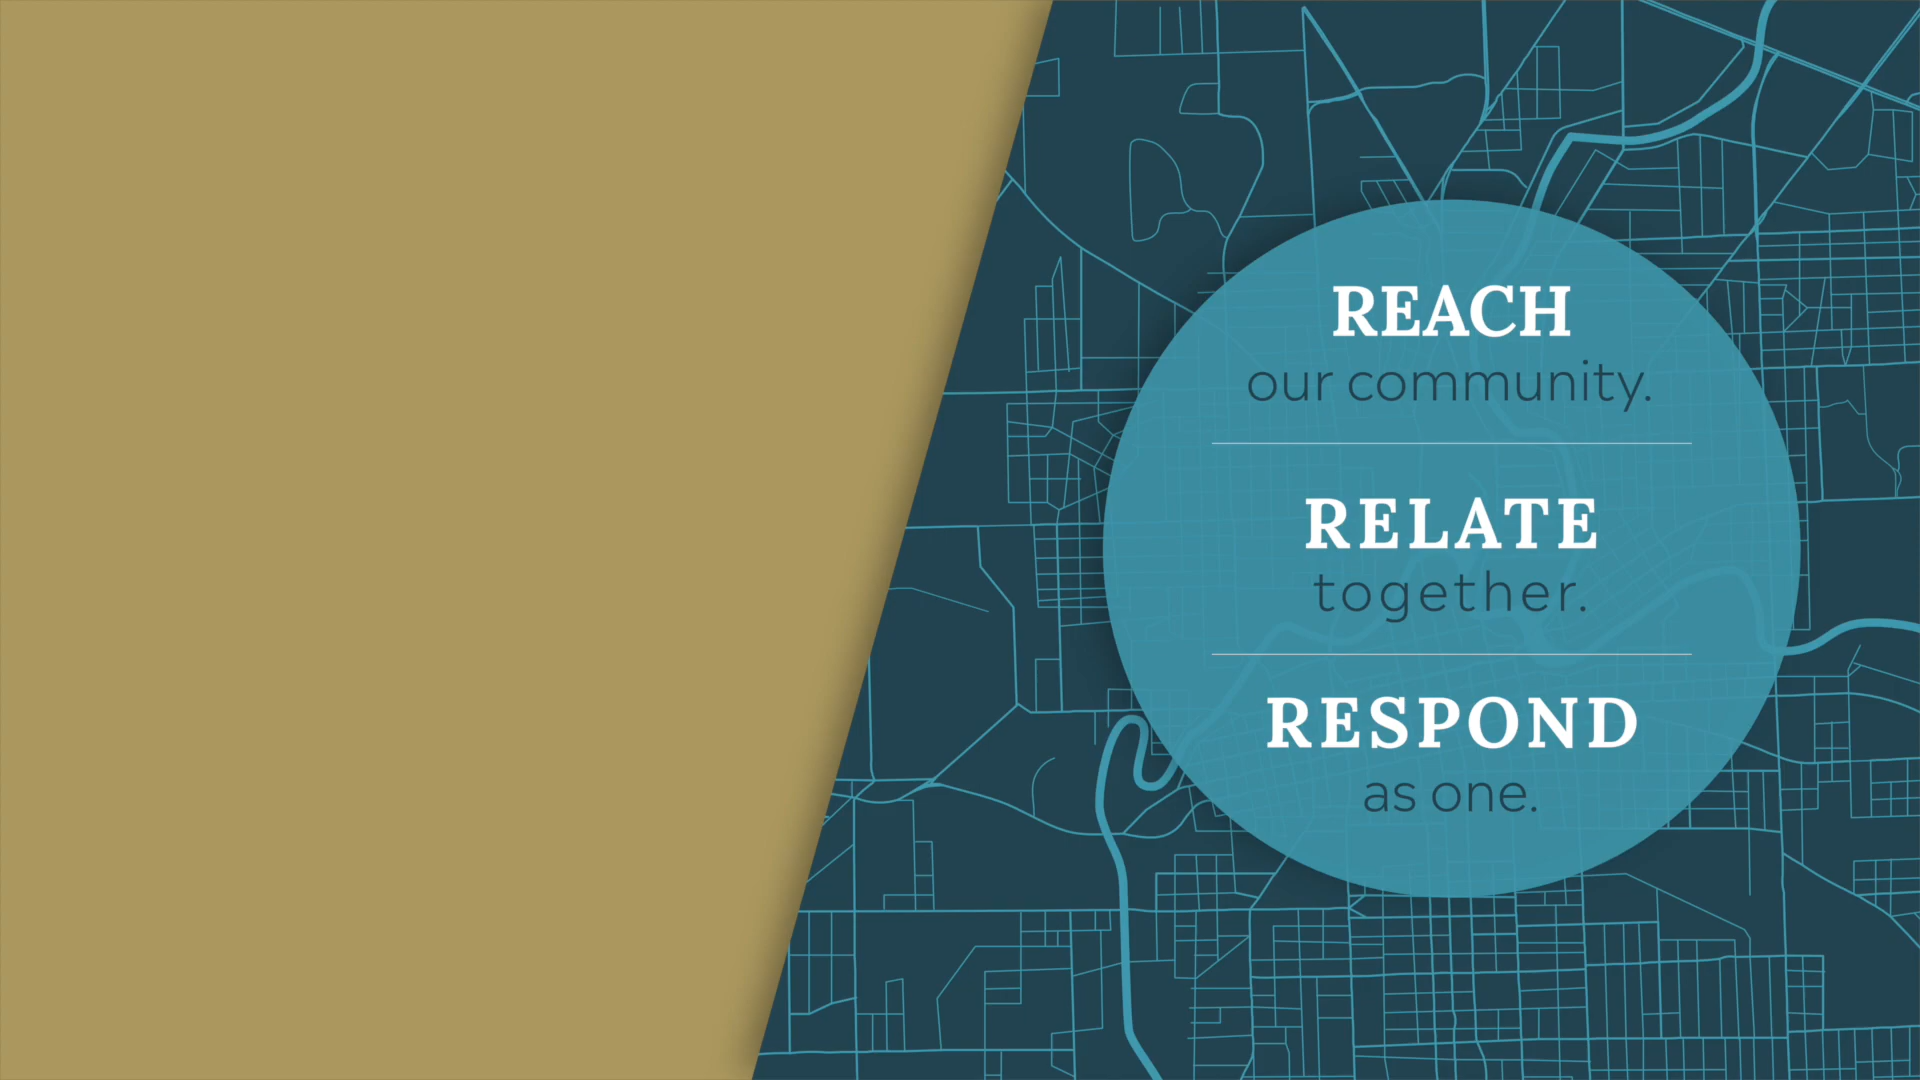 REACH
our community.
RELATE
together.
RESPOND
as one.